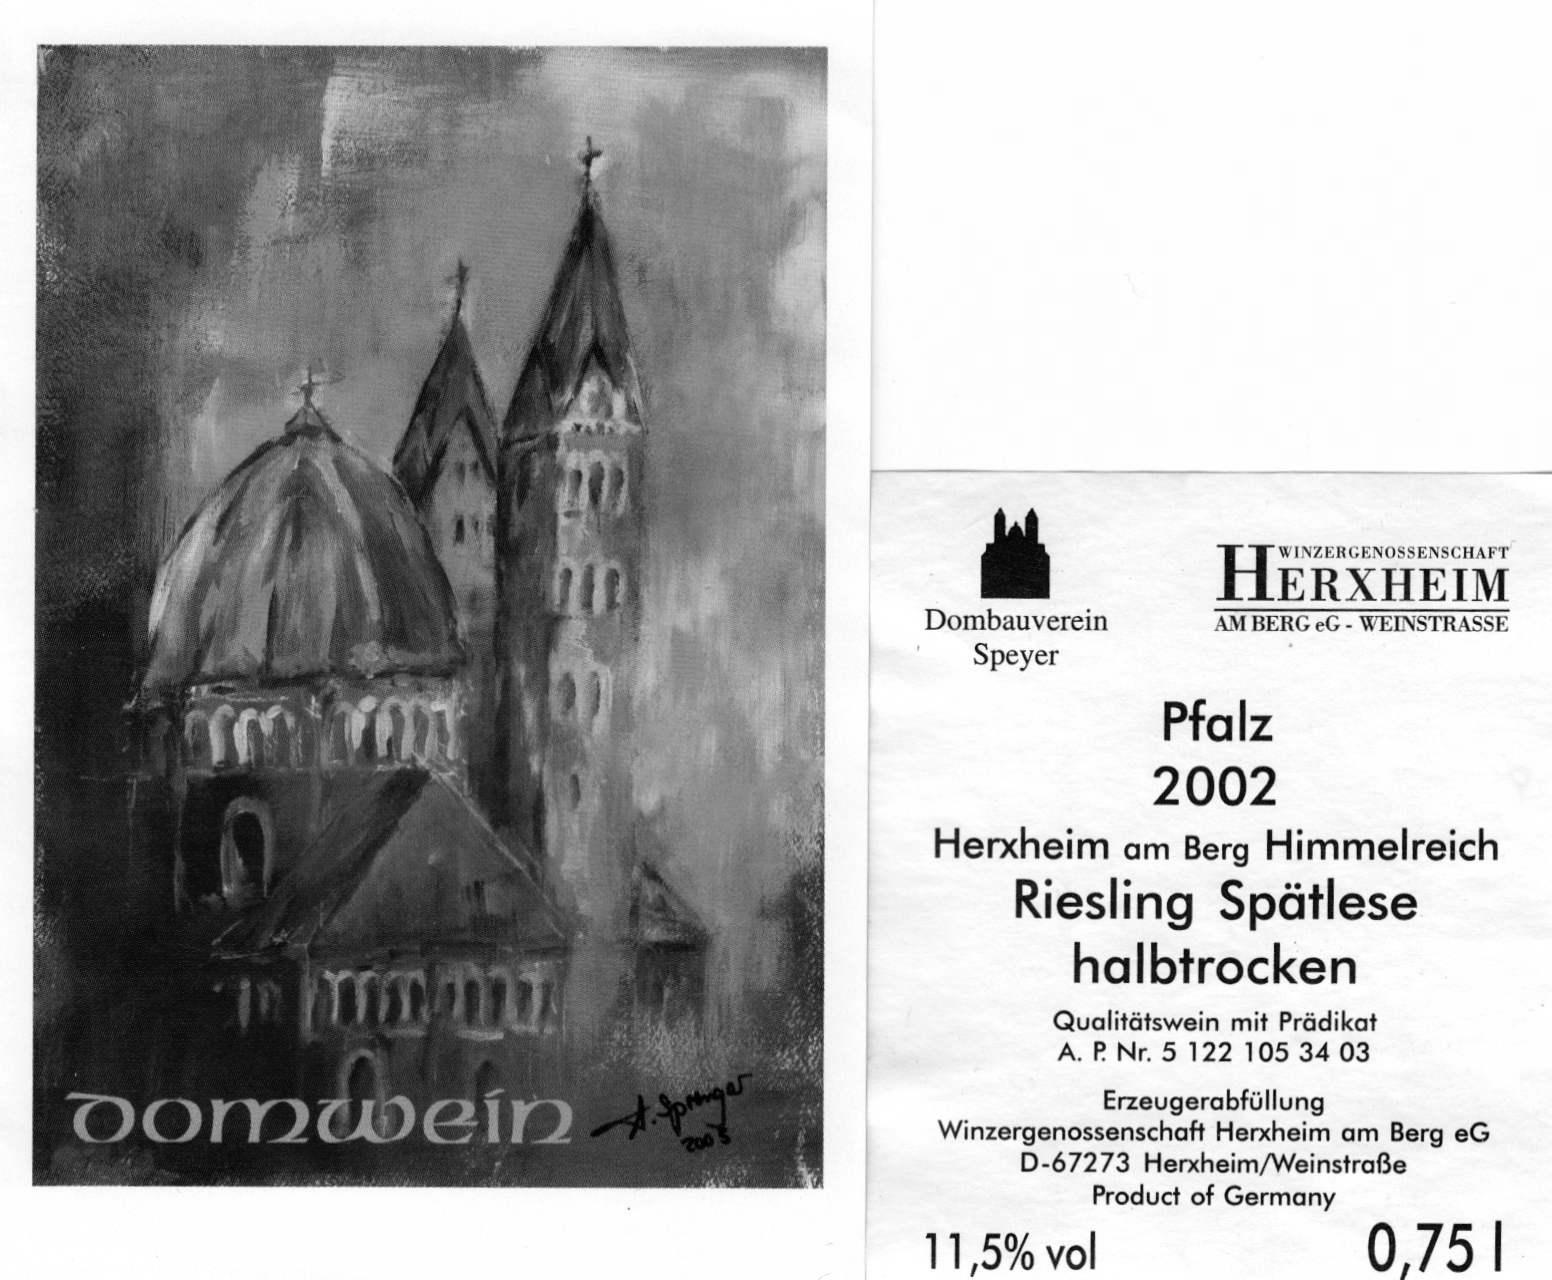 domwein
A. Sprenger
2003
Dombauverein
Speyer
WINZERGENOSSENSCHAFT
HERXHEIM
AM BERG eG - WEINSTRASSE
Pfalz
2002
Herxheim am Berg Himmelreich
Riesling Spätlese
halbtrocken
Qualitätswein mit Prädikat
A. P. Nr. 5 122 105 34 03
Erzeugerabfüllung
Winzergenossenschaft Herxheim am Berg eG
D-67273 Herxheim/Weinstraße
Product of Germany
11,5% vol
0,75 l